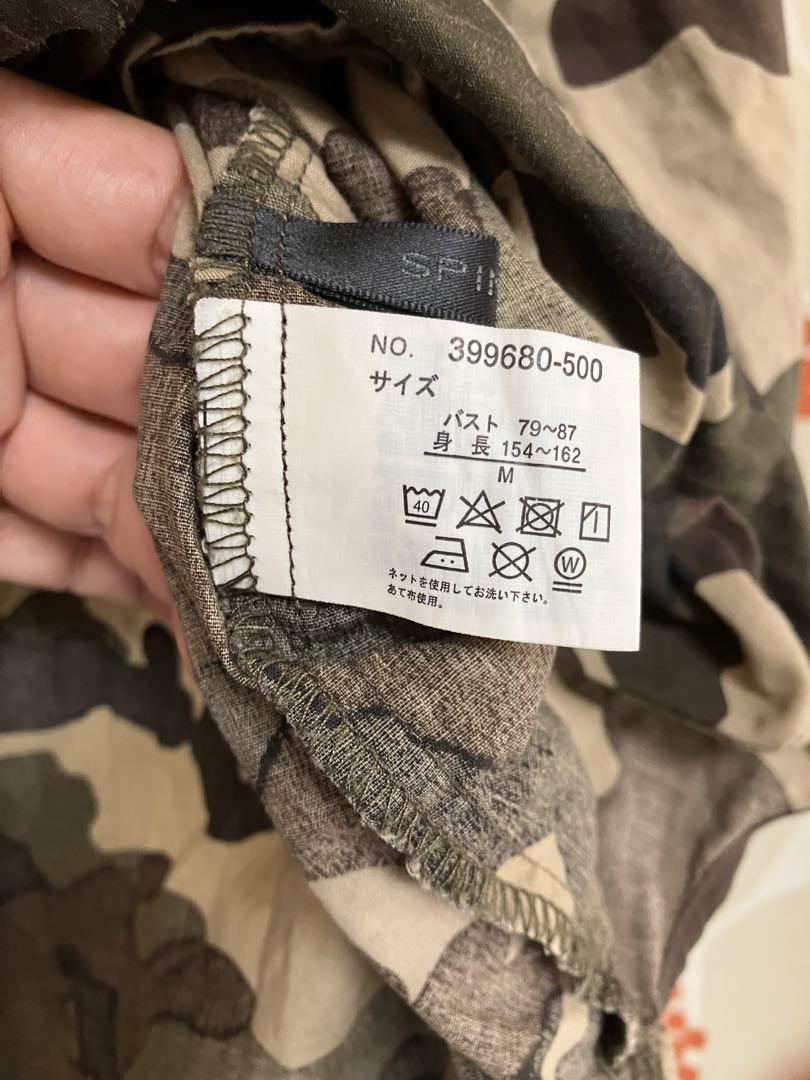 NO. 399680-500
サイズ
バスト 79~87
身 長 154~162
M
40
W
ネットを使用してお洗い下さい。
あて布使用。